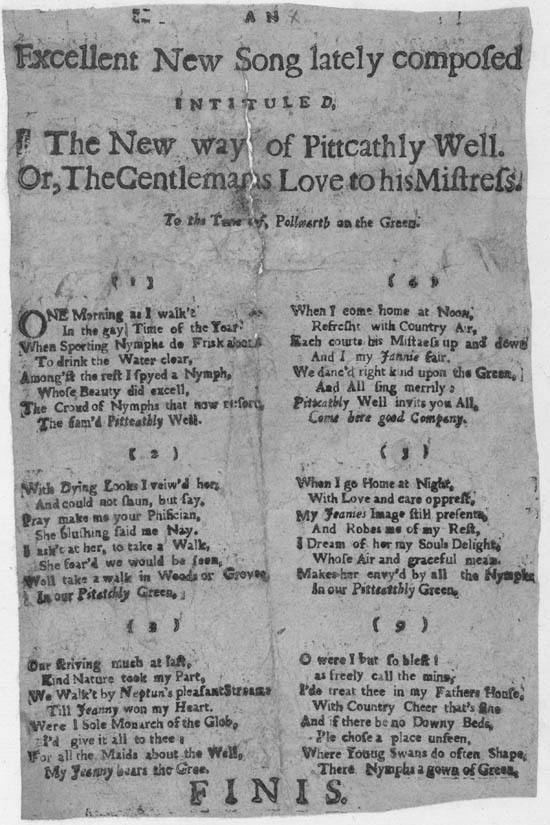 AN
Excellent New Song lately composed
INTITULED,
The New way of Pittcathly Well.
Or, The Gentlemans Love to his Mistress.
To the Tune of, Pollwarth on the Green.
( 1 )
ONE Morning as I walk't
In the gay Time of the Year
When Sporting Nymphs do Frisk about
To drink the Water clear,
Among'st the rest I spyed a Nymph,
Whose Beauty did excell,
The Croud of Nymphs that now resort,
The fam'd Pitteathly Well.
( 2 )
With Dying Looks I veiw'd her,
And could not shun, but say,
Pray make me your Phisician,
She blushing said me Nay.
I ask't at her, to take a Walk,
She fear'd we would be seen,
Well take a walk in Woods or Groves
In our Pitatchly Green,
( 3 )
Our striving much at last,
Kind Nature took my Part,
We Walk't by Neptun's pleasant Streams
Till Jeanny won my Heart.
Were I Sole Monarch of the Glob,
I'd give it all to thee:
For all the Maids about the Well,
My Jeanny bears the Gree.
( 4 )
When I come home at Noon,
Refresht with Country Air,
Each courts his Mistaess up and down
And I my Jannie fair.
We danc'd right kind upon the Green,
And All sing merrily:
Pittcathly Well invits you All,
Come here good Company.
( 5 )
When I go Home at Night,
With Love and care opprest,
My Jeanies Image still presents,
And Robes me of my Rest,
I Dream of her my Souls Delight,
Whose Air and graceful mean
Makes her envy'd by all the Nymphs
In our Pitteatthly Green,
( 9 )
O were I but so blest!
as freely call the mine,
I'de treat thee in my Fathers House,
With Country Cheer that's fine
And if there be no Downy Beds,
I'le chose a place unseen,
Where Young Swans do often Shape,
There Nymphs a gown of Green,
FINIS.